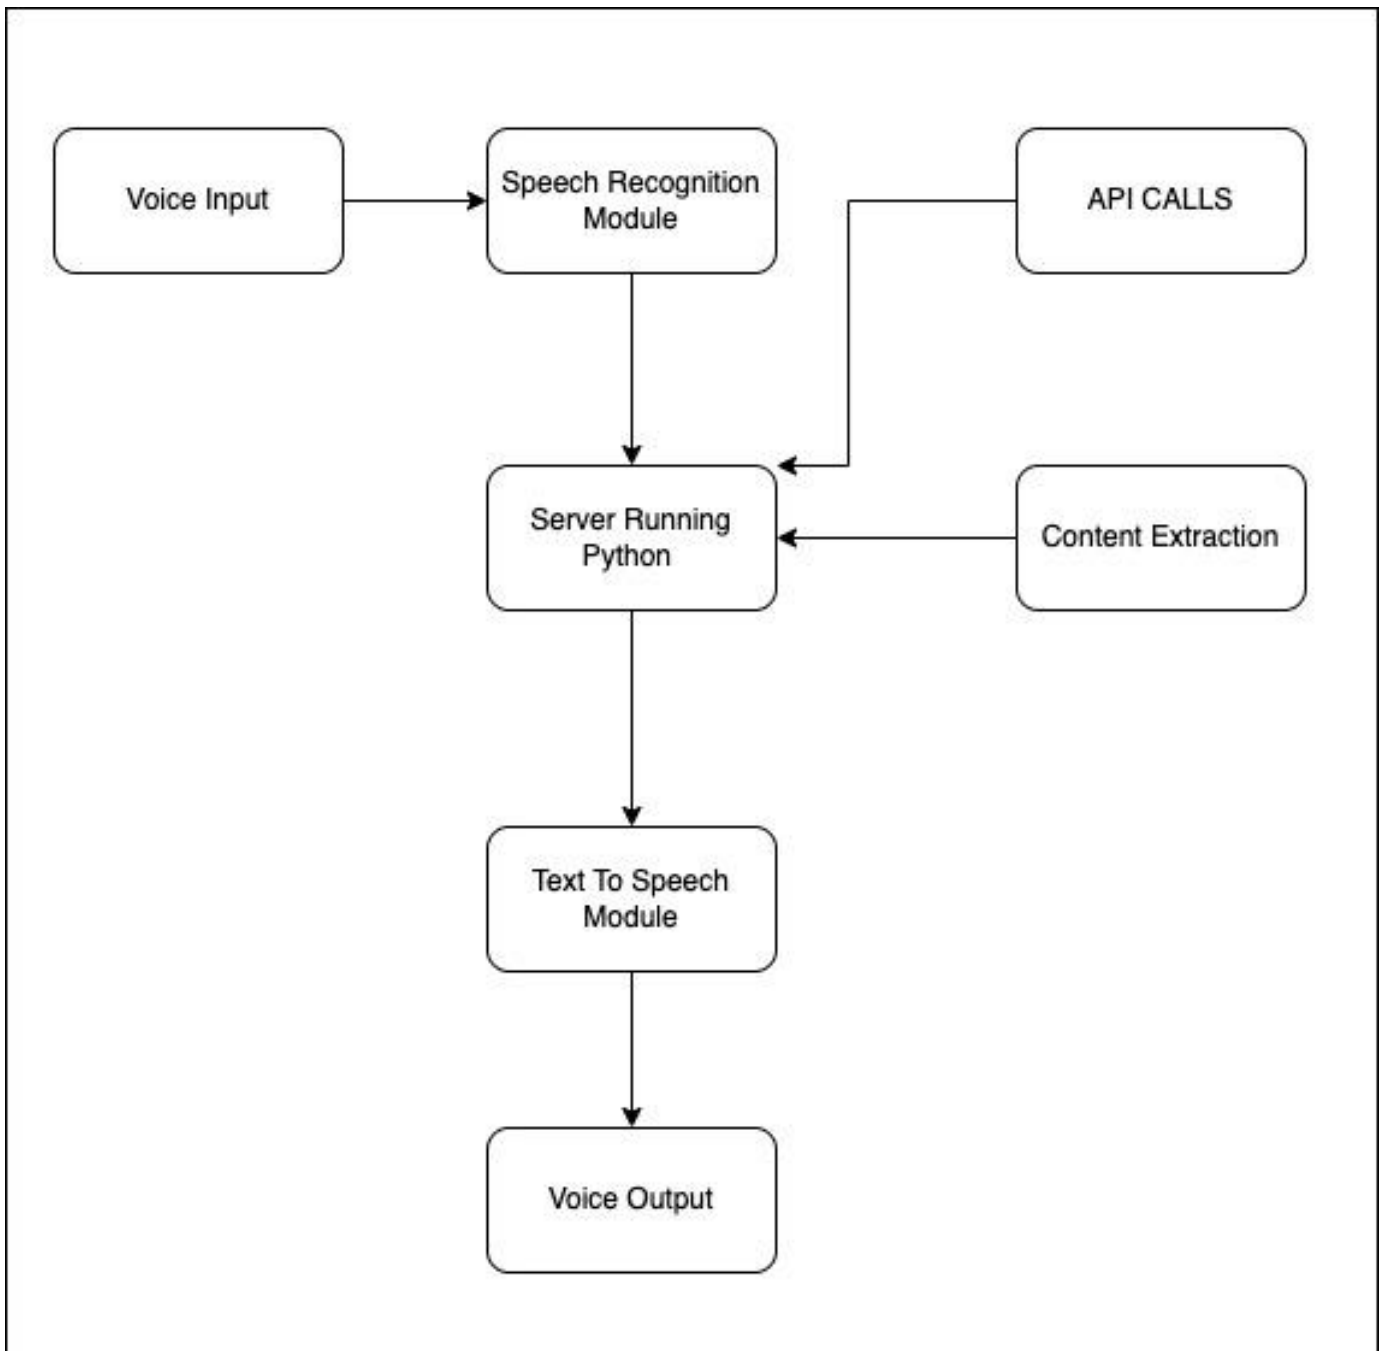 Voice Input
Speech Recognition
Module
API CALLS
Server Running
Python
Content Extraction
Text To Speech
Module
Voice Output